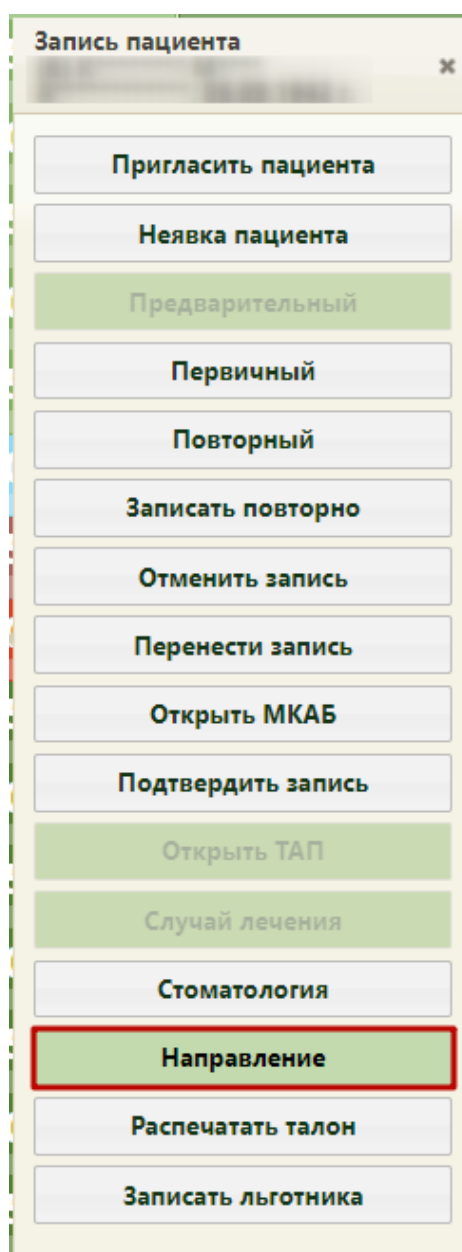 Запись пациента
Пригласить пациента
Неявка пациента
Предварительный
Первичный
Повторный
Записать повторно
Отменить запись
Перенести запись
Открыть МКАБ
Подтвердить запись
Открыть ТАП
Случай лечения
Стоматология
Направление
Распечатать талон
Записать льготника